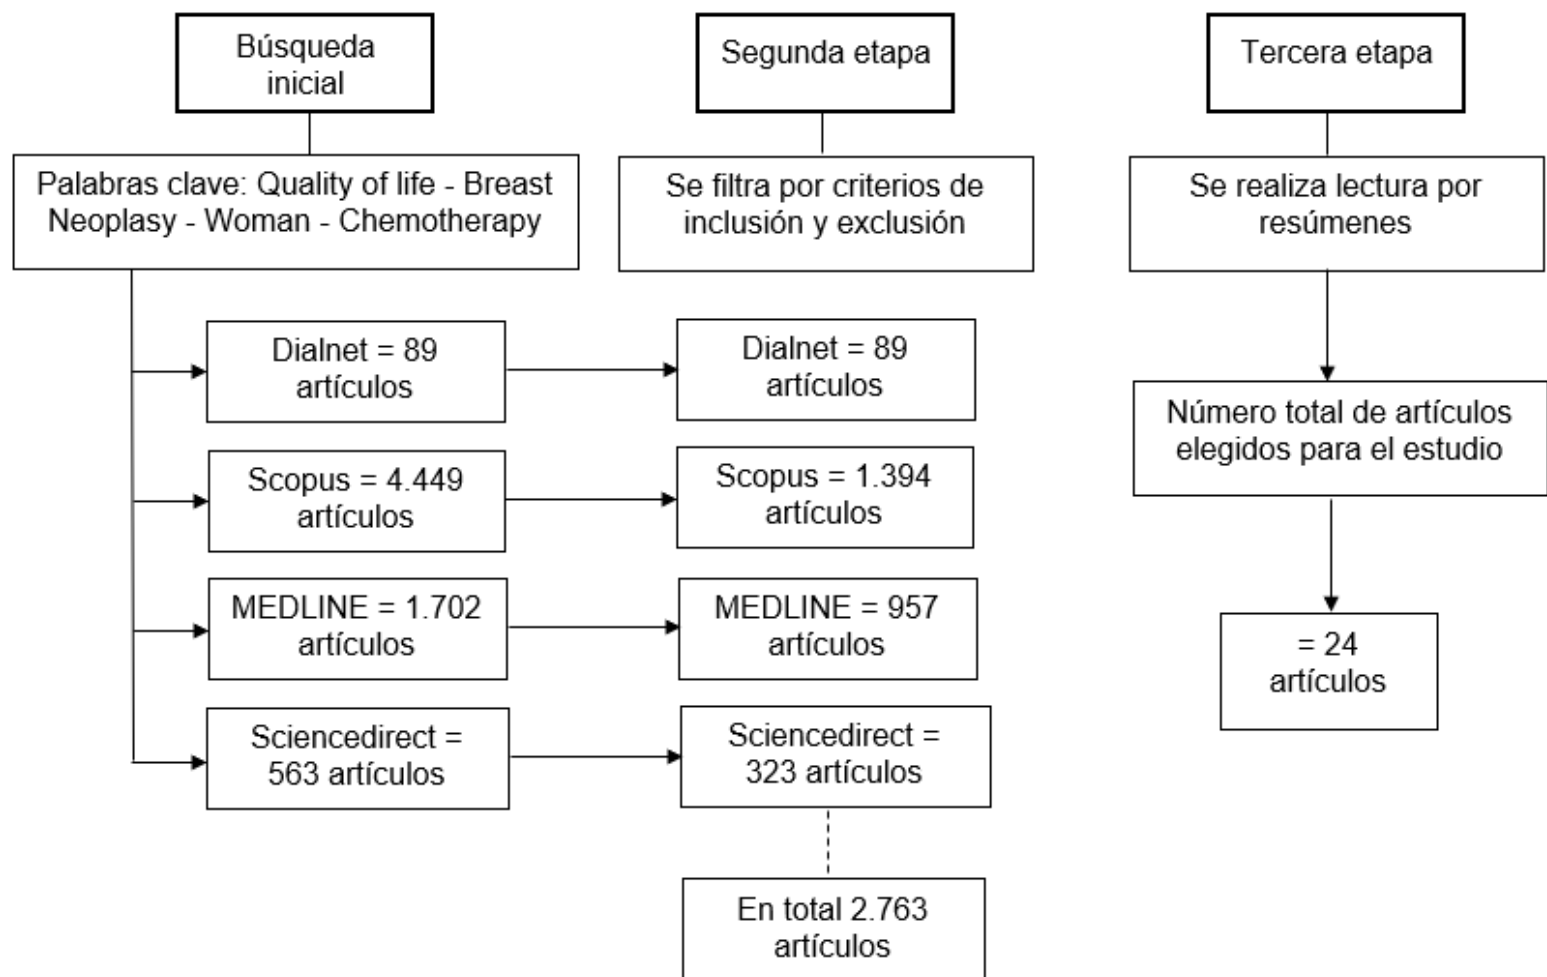 Búsqueda
inicial
Segunda etapa
Tercera etapa
Palabras clave: Quality of life - Breast
Neoplasy - Woman - Chemotherapy
Se filtra por criterios de
inclusión y exclusión
Se realiza lectura por
resúmenes
Dialnet = 89
artículos
Dialnet = 89
artículos
Número total de artículos
elegidos para el estudio
Scopus = 4.449
artículos
Scopus = 1.394
artículos
MEDLINE = 1.702
artículos
MEDLINE = 957
artículos
= 24
artículos
Sciencedirect =
563 artículos
Sciencedirect =
323 artículos
En total 2.763
artículos